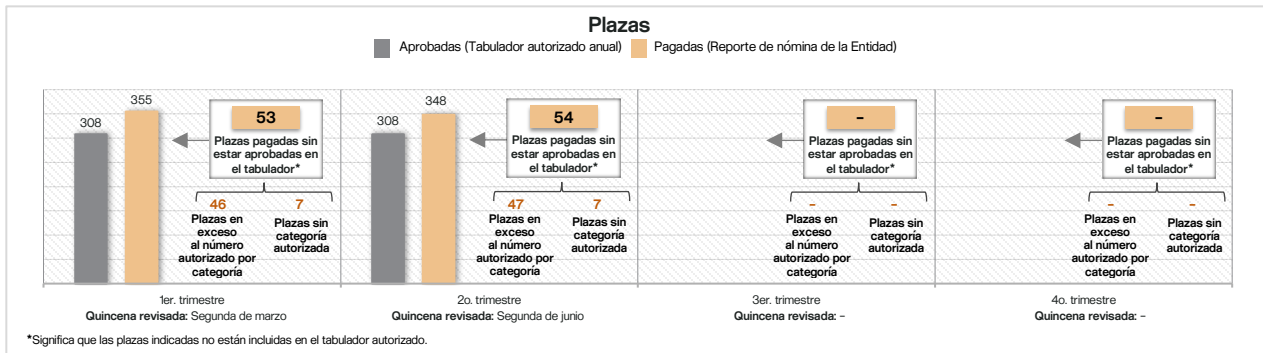 Plazas
Aprobadas (Tabulador autorizado anual)
Pagadas (Reporte de nómina de la Entidad)
308
355
53
Plazas pagadas sin
estar aprobadas en
el tabulador*
46
Plazas en
exceso
al número
autorizado por
categoría
7
Plazas sin
categoría
autorizada
1er. trimestre
Quincena revisada: Segunda de marzo
308
348
54
Plazas pagadas sin
estar aprobadas en
el tabulador*
47
Plazas en
exceso
al número
autorizado por
categoría
7
Plazas sin
categoría
autorizada
2o. trimestre
Quincena revisada: Segunda de junio
-
Plazas pagadas sin
estar aprobadas en
el tabulador*
-
Plazas en
exceso
al número
autorizado por
categoría
-
Plazas sin
categoría
autorizada
3er. trimestre
Quincena revisada: -
-
Plazas pagadas sin
estar aprobadas en
el tabulador*
-
Plazas en
exceso
al número
autorizado por
categoría
-
Plazas sin
categoría
autorizada
4o. trimestre
Quincena revisada: -
*Significa que las plazas indicadas no están incluidas en el tabulador autorizado.